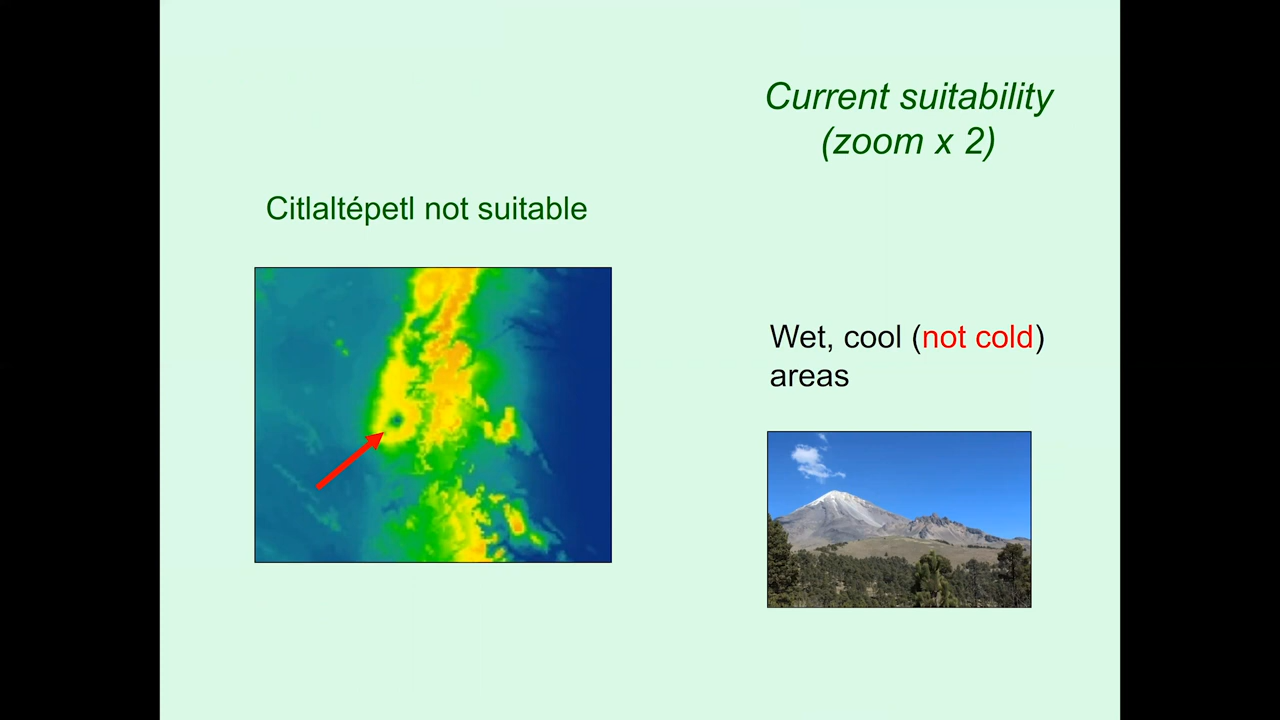 Current suitability
(zoom x 2)
Citlaltépetl not suitable
Wet, cool (not cold)
areas